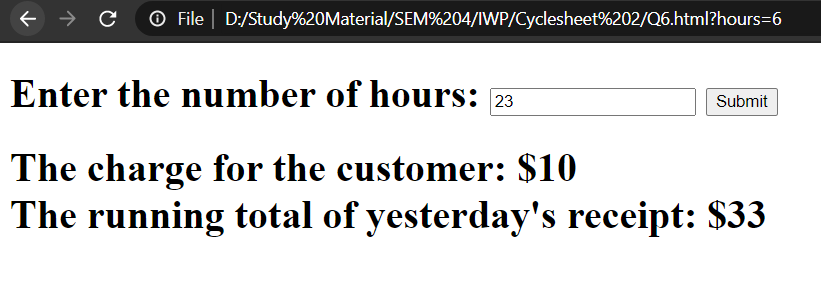 File D:/Study%20Material/SEM%204/IWP/Cyclesheet%202/Q6.html?hours=6
Enter the number of hours: 23 Submit
The charge for the customer: $10
The running total of yesterday's receipt: $33